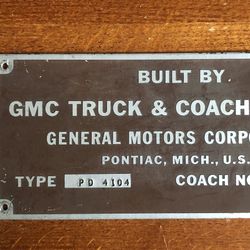 BUILT BY.
GMC TRUCK & COACH
GENERAL MOTORS CORPO
PONTIAC, MICH., U.S.
TYPE PD 4104 COACH NO